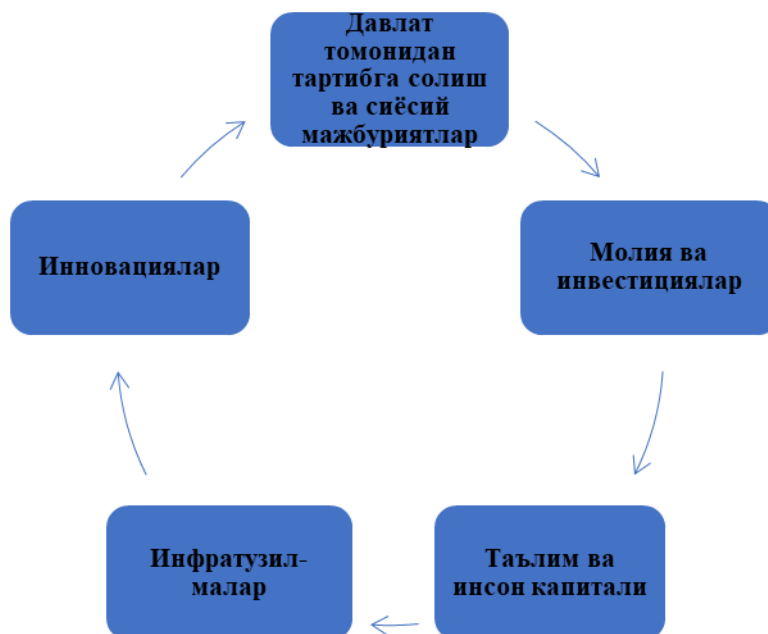 Давлат
томонидан
тартибга солиш
ва сиёсий
мажбуриятлар
Молия ва
инвестициялар
Таълим ва
инсон капитали
Инфратузил-
малар
Инновациялар